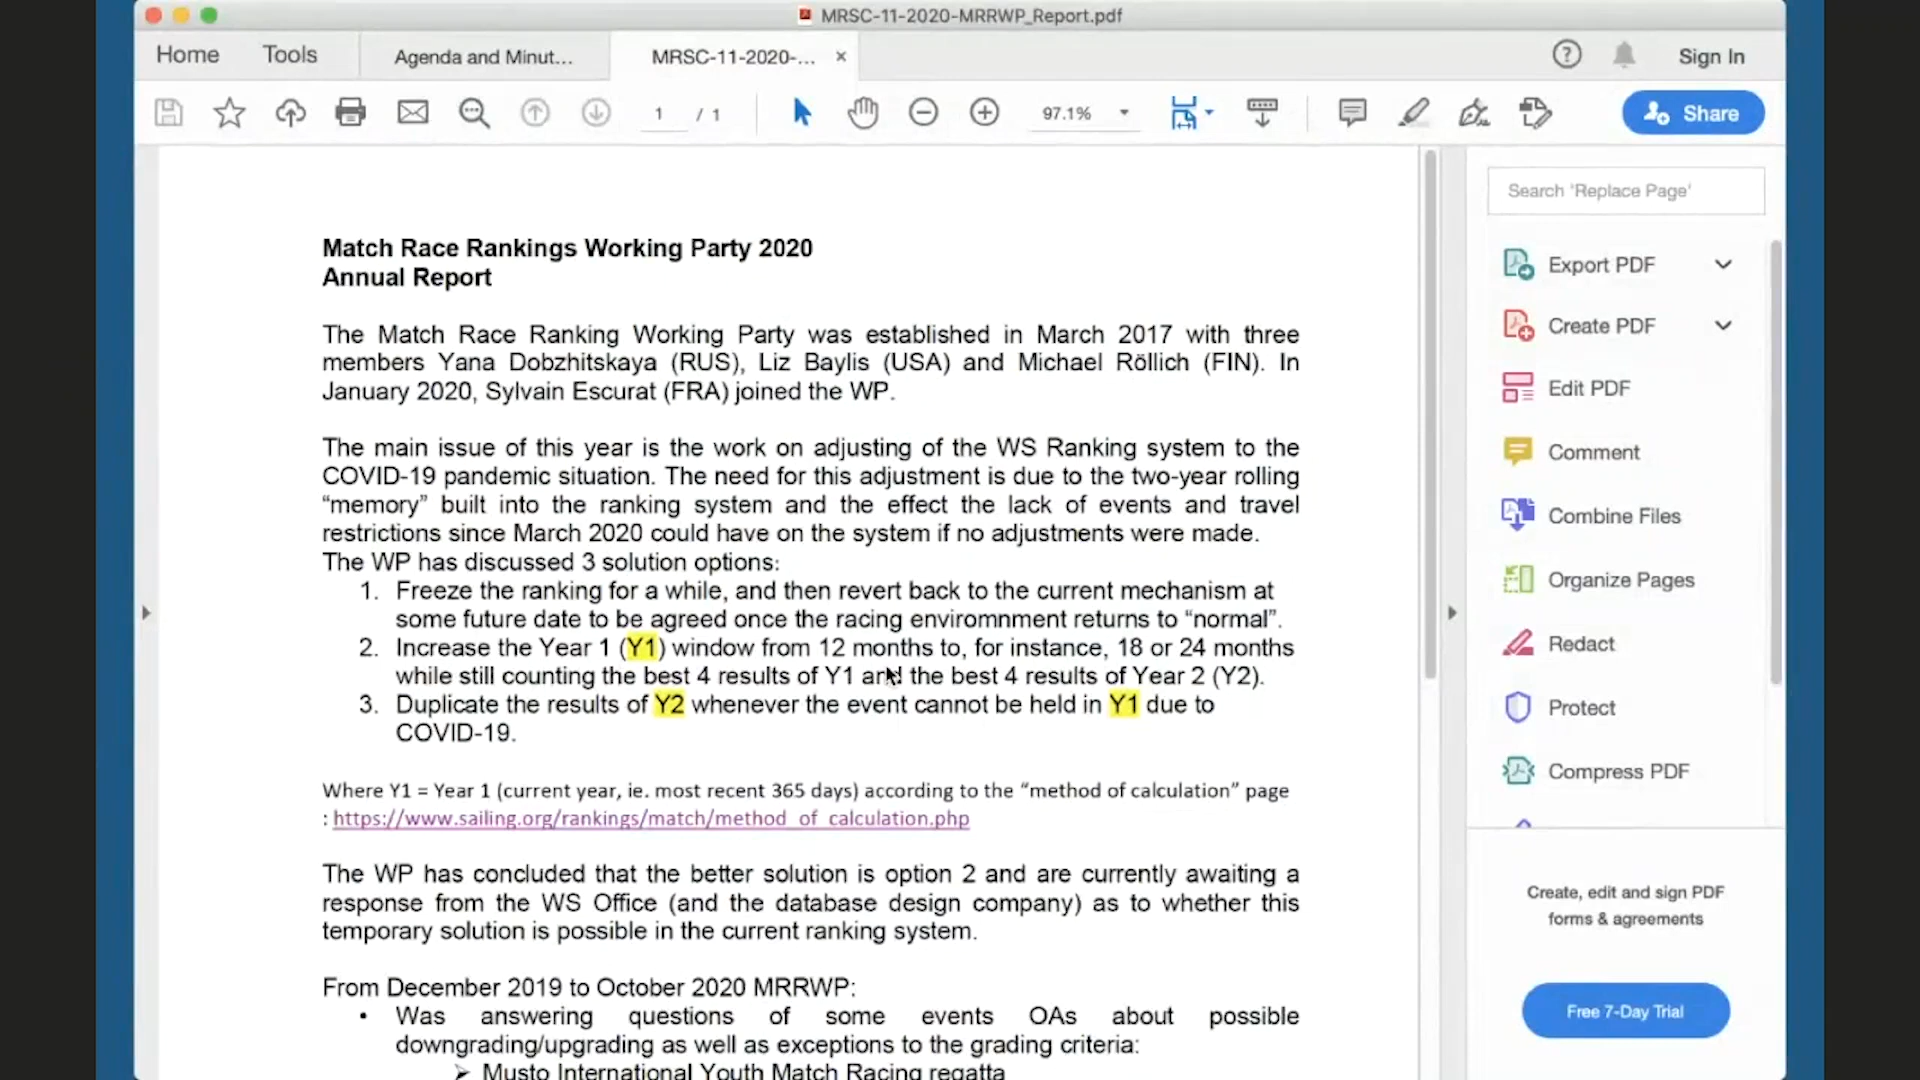 MRSC-11-2020-MRRWP_Report.pdf
Home
Tools
Agenda and Minut...
MRSC-11-2020-...
Sign In
1 / 1
97.1%
Share
Match Race Rankings Working Party 2020
Annual Report
The Match Race Ranking Working Party was established in March 2017 with three
members Yana Dobzhitskaya (RUS), Liz Baylis (USA) and Michael Röllich (FIN). In
January 2020, Sylvain Escurat (FRA) joined the WP.
The main issue of this year is the work on adjusting of the WS Ranking system to the
COVID-19 pandemic situation. The need for this adjustment is due to the two-year rolling
“memory” built into the ranking system and the effect the lack of events and travel
restrictions since March 2020 could have on the system if no adjustments were made.
The WP has discussed 3 solution options:
1. Freeze the ranking for a while, and then revert back to the current mechanism at
some future date to be agreed once the racing enviromnment returns to “normal”.
2. Increase the Year 1 (Y1) window from 12 months to, for instance, 18 or 24 months
while still counting the best 4 results of Y1 and the best 4 results of Year 2 (Y2).
3. Duplicate the results of Y2 whenever the event cannot be held in Y1 due to
COVID-19.
Where Y1 = Year 1 (current year, ie. most recent 365 days) according to the “method of calculation” page
: https://www.sailing.org/rankings/match/method_of_calculation.php
The WP has concluded that the better solution is option 2 and are currently awaiting a
response from the WS Office (and the database design company) as to whether this
temporary solution is possible in the current ranking system.
From December 2019 to October 2020 MRRWP:
• Was answering questions of some events OAs about possible
downgrading/upgrading as well as exceptions to the grading criteria:
➢ Musto International Youth Match Racing regatta
Search 'Replace Page'
Export PDF
Create PDF
Edit PDF
Comment
Combine Files
Organize Pages
Redact
Protect
Compress PDF
Create, edit and sign PDF
forms & agreements
Free 7-Day Trial